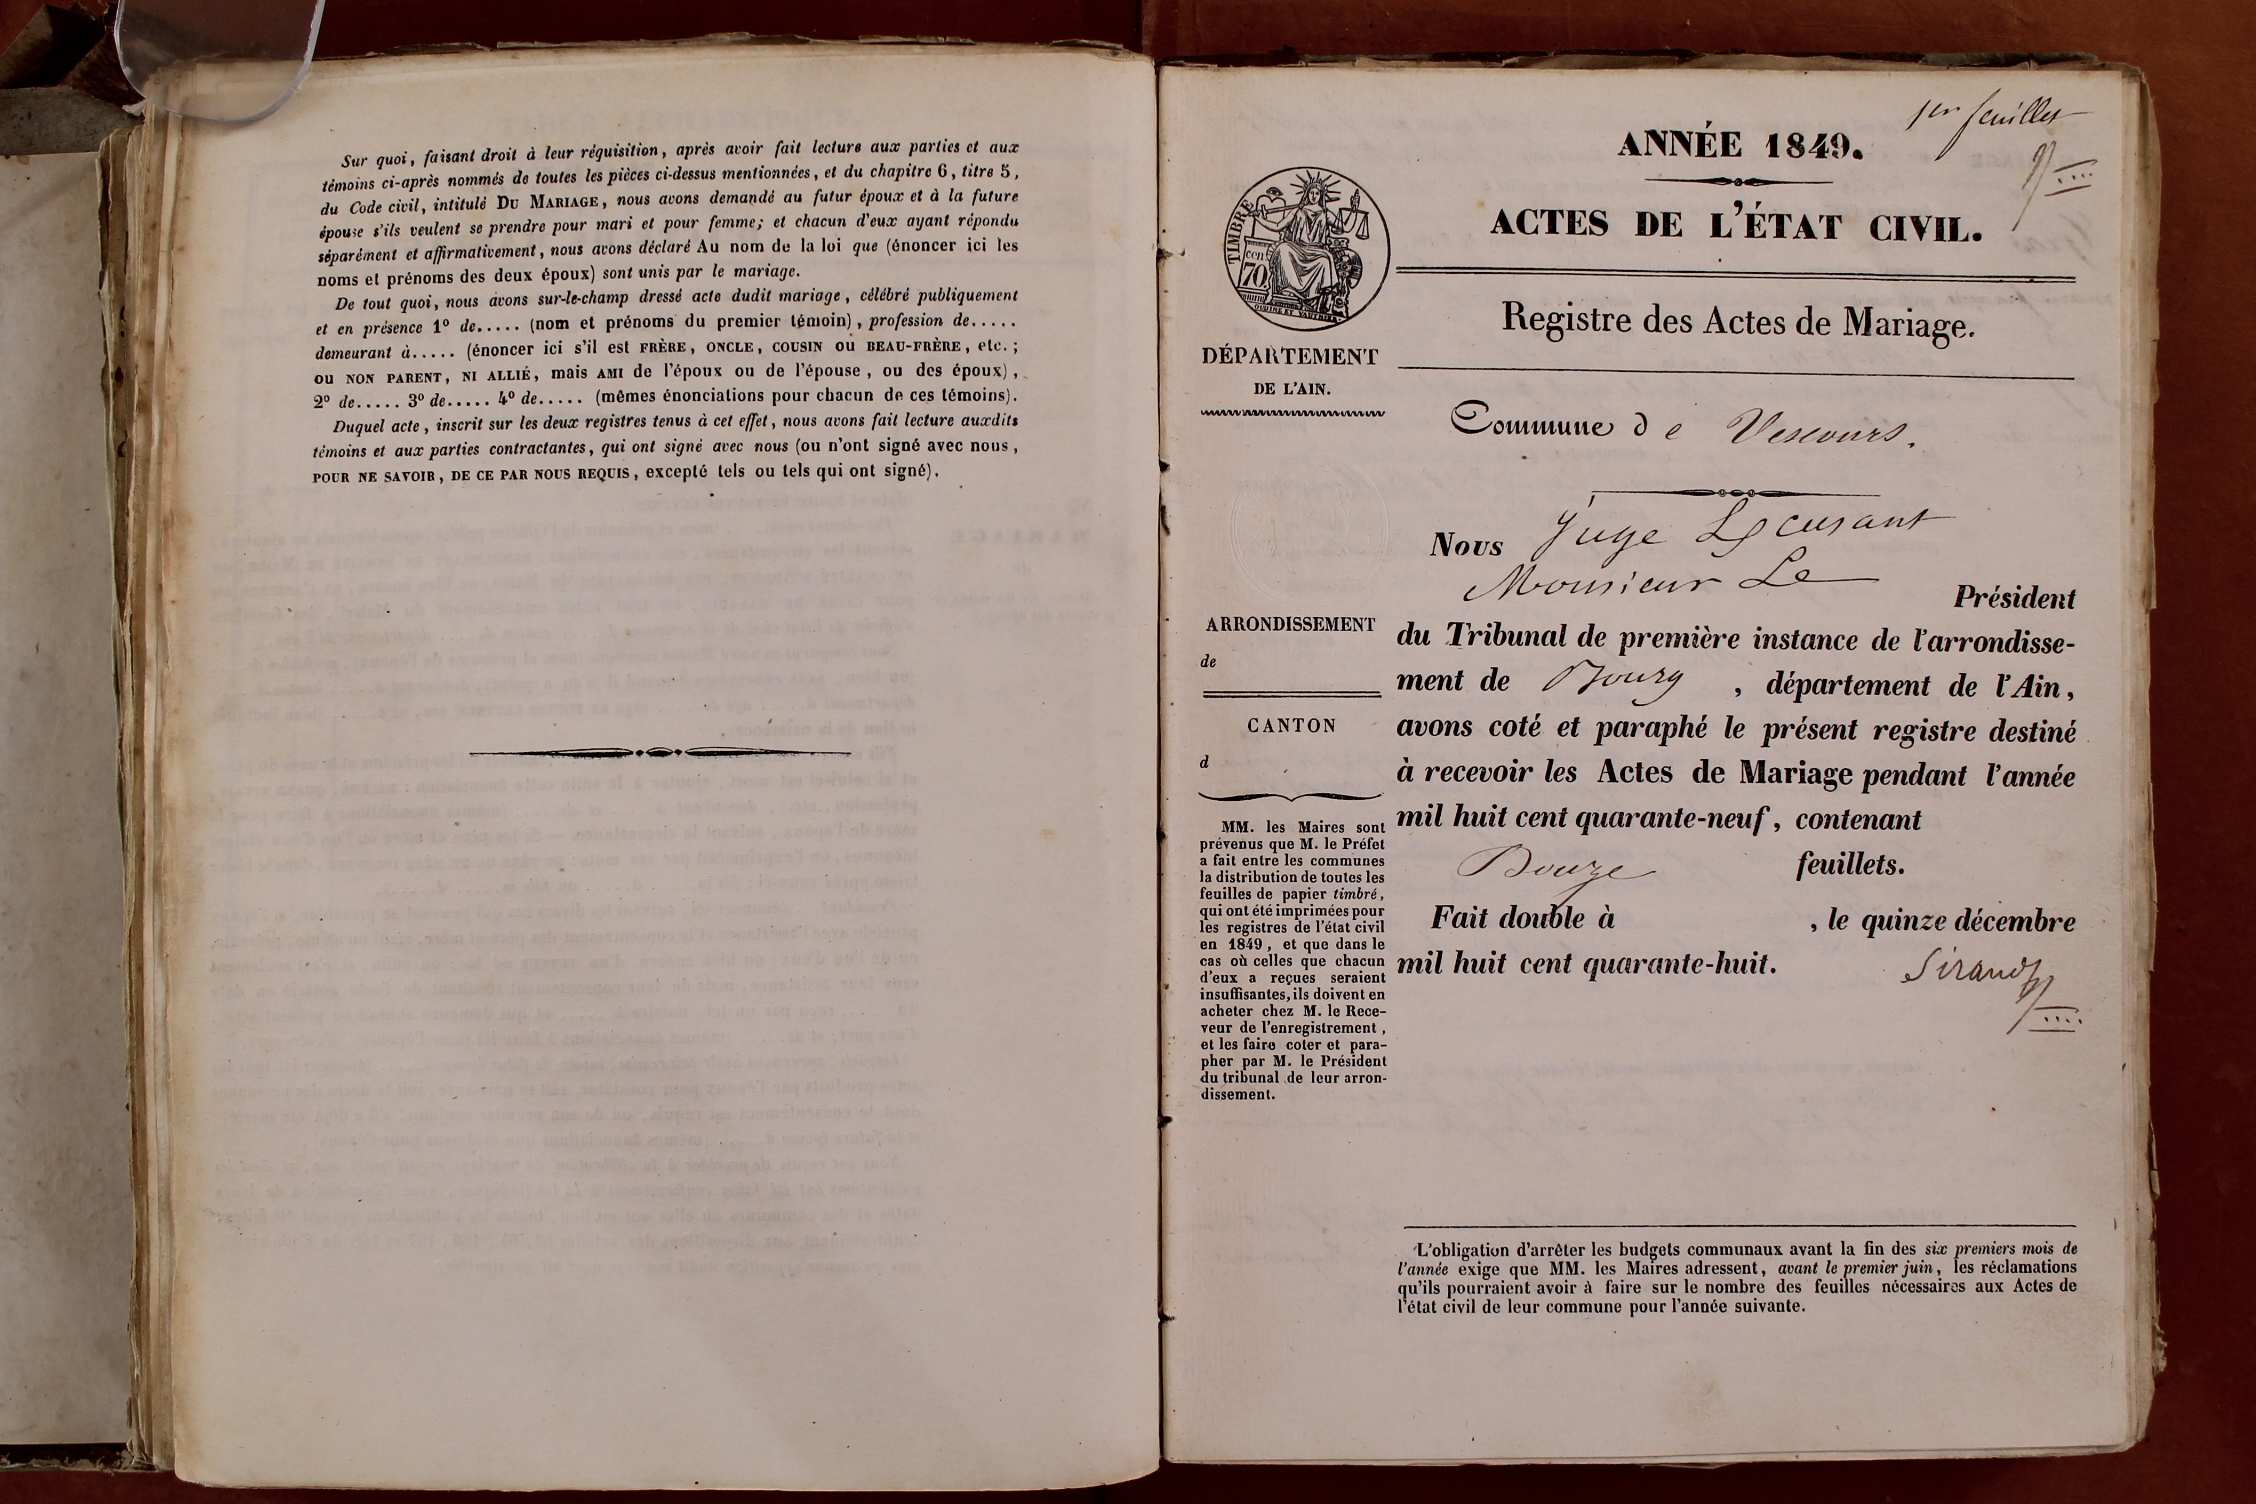 Sur quoi, faisant droit à leur réquisition, après avoir fait lecture aux parties et aux
témoins ci-après nommés de toutes les pièces ci-dessus mentionnées, et du chapitre 6, titre 5,
du Code civil, intitulé DU MARIAGE, nous avons demandé au futur époux et à la future
épouse s'ils veulent se prendre pour mari et pour femme; et chacun d'eux ayant répondu
séparément et affirmativement, nous avons déclaré Au nom de la loi que (énoncer ici les
noms et prénoms des deux époux) sont unis par le mariage.
De tout quoi, nous avons sur-le-champ dressé acte dudit mariage, célébré publiquement
et en présence 1º de..... (nom et prénoms du premier témoin), profession de.....
demeurant à..... (énoncer ici s'il est FRÈRE, ONCLE, COUSIN OU BEAU-FRÈRE, etc.;
OU NON PARENT, NI ALLIÉ, mais AMI de l'époux ou de l'épouse, ou des époux),
2º de..... 3º de..... 4º de..... (mêmes énonciations pour chacun de ces témoins).
Duquel acte, inscrit sur les deux registres tenus à cet effet, nous avons fait lecture auxdits
témoins et aux parties contractantes, qui ont signé avec nous (ou n'ont signé avec nous,
POUR NE SAVOIR, DE CE PAR NOUS REQUIS, excepté tels ou tels qui ont signé).
1er feuillet
ANNÉE 1849.
ACTES DE L'ÉTAT CIVIL.
TIMBRE
cen
70.
Registre des Actes de Mariage.
DÉPARTEMENT
DE L'AIN.
Commune de Vescours.
Nous Juge
Monsieur Le Président
du Tribunal de première instance de l'arrondisse-
ment de Bourg, département de l'Ain,
avons coté et paraphé le présent registre destiné
à recevoir les Actes de Mariage pendant l'année
mil huit cent quarante-neuf, contenant
Douze feuillets.
Fait double à , le quinze décembre
mil huit cent quarante-huit.
Sirand
ARRONDISSEMENT
de
CANTON
d
MM. les Maires sont
prévenus que M. le Préfet
a fait entre les communes
la distribution de toutes les
feuilles de papier timbré,
qui ont été imprimées pour
les registres de l'état civil
en 1849, et que dans le
cas où celles que chacun
d'eux a reçues seraient
insuffisantes, ils doivent en
acheter chez M. le Rece-
veur de l'enregistrement,
et les faire coter et para-
pher par M. le Président
du tribunal de leur arron-
dissement.
L'obligation d'arrêter les budgets communaux avant la fin des six premiers mois de
l'année exige que MM. les Maires adressent, avant le premier juin, les réclamations
qu'ils pourraient avoir à faire sur le nombre des feuilles nécessaires aux Actes de
l'état civil de leur commune pour l'année suivante.